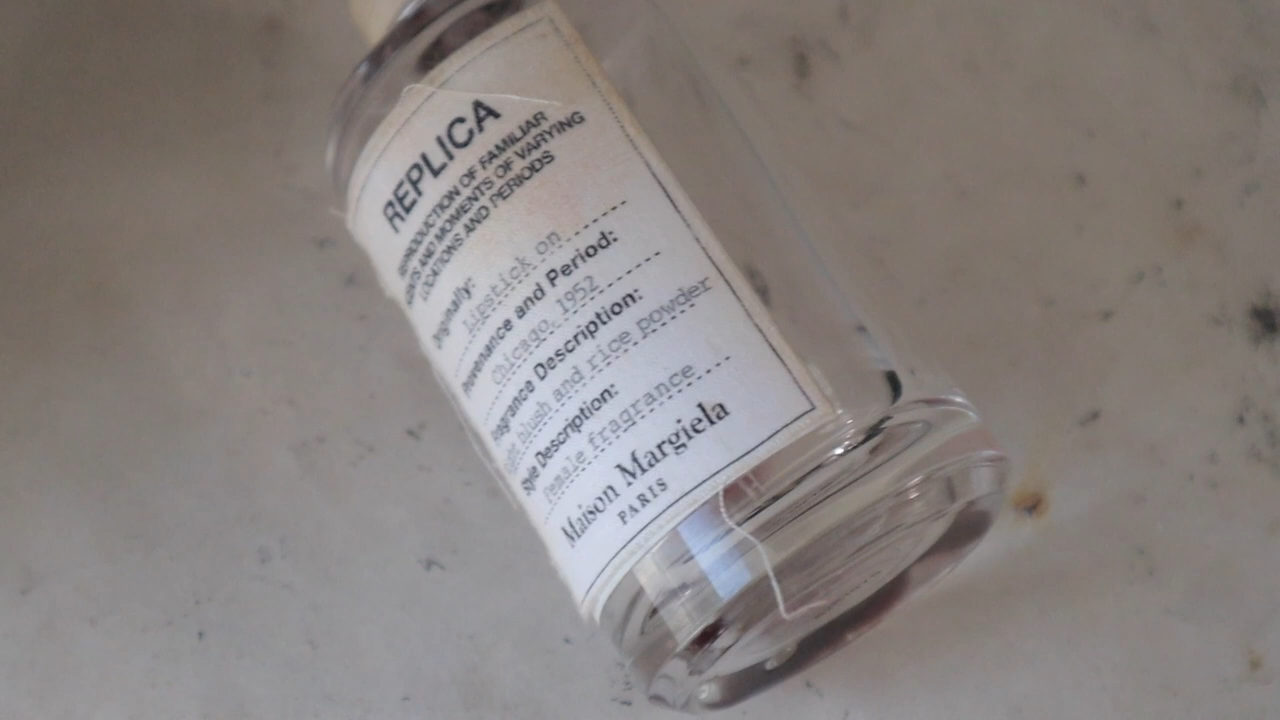 REPLICA
REPRODUCTION OF FAMILIAR
SCENTS AND MOMENTS OF VARYING
LOCATIONS AND PERIODS
Originally:
Lipstick on
Provenance and Period:
Chicago, 1952
Fragrance Description:
blush and rice powder
Style Description:
Female fragrance
Maison Margiela
PARIS